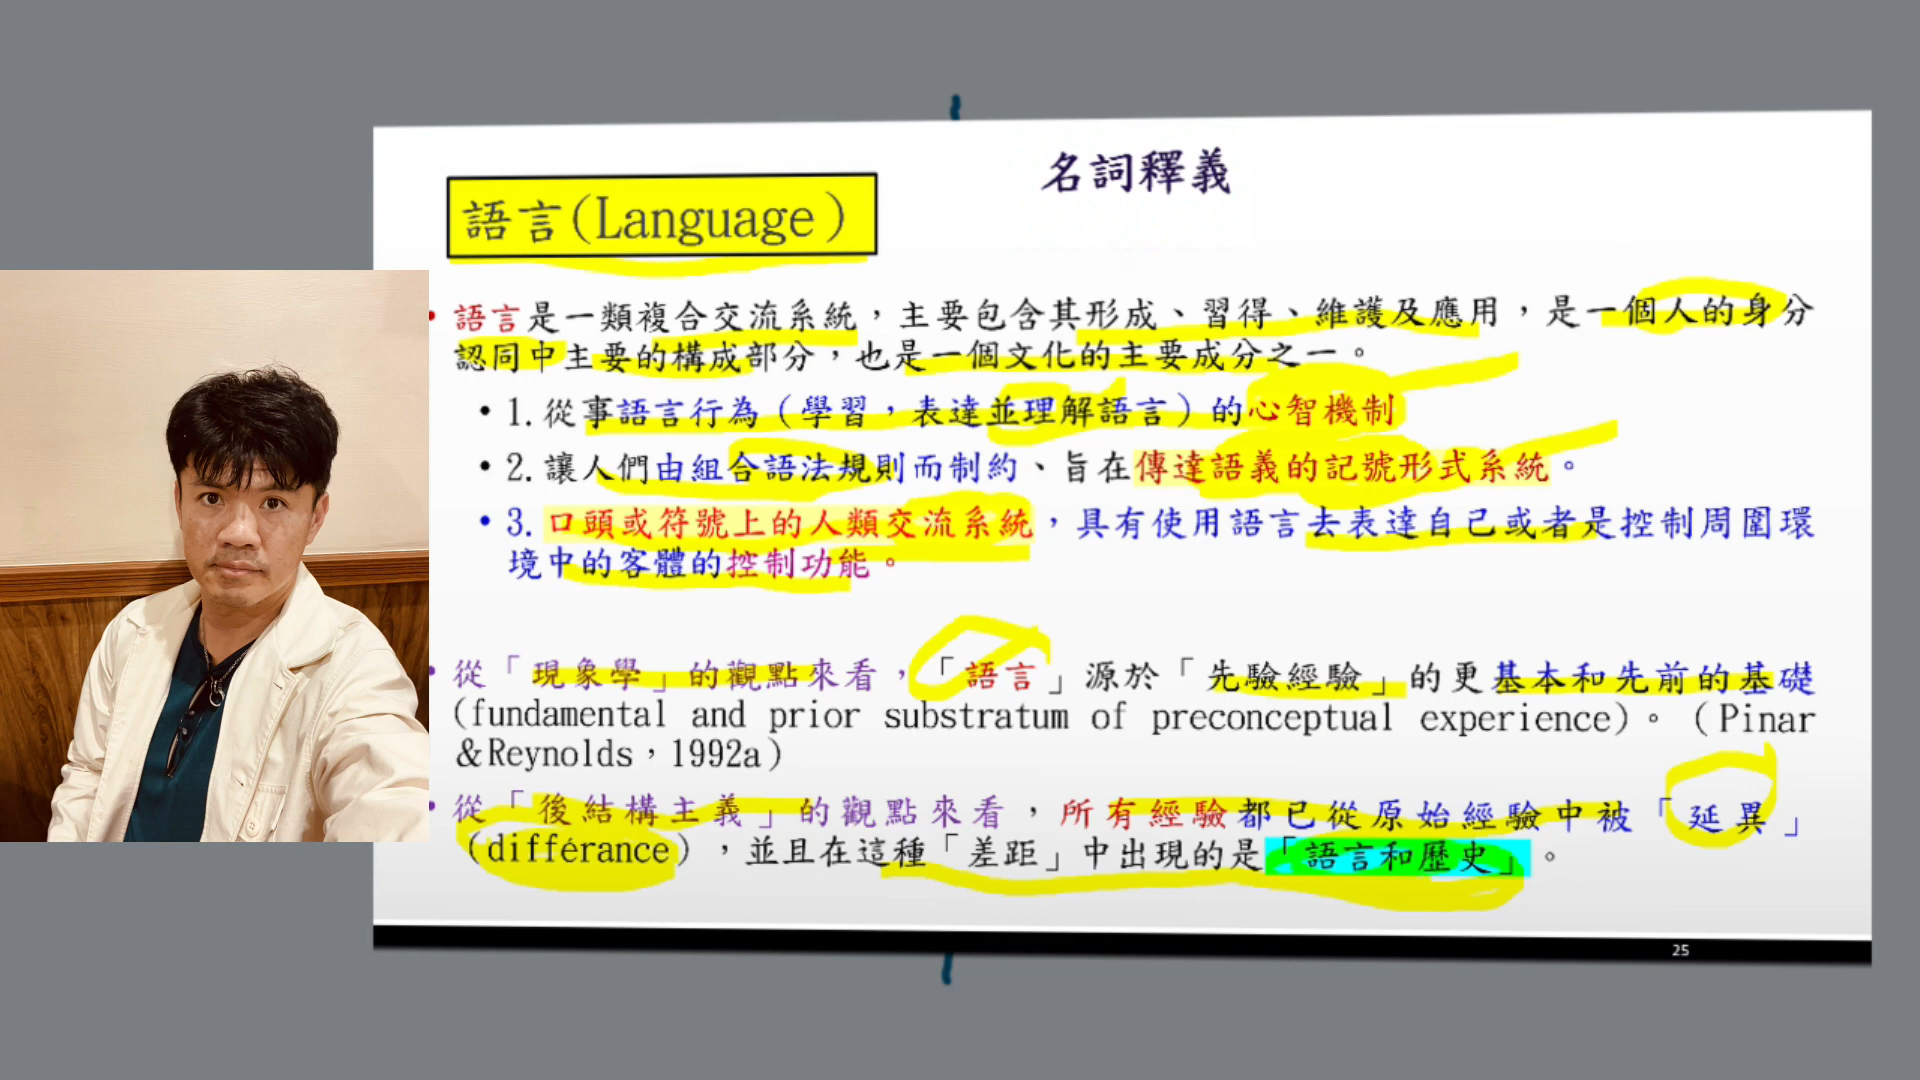 名詞釋義
語言(Language)
• 語言是一類複合交流系統，主要包含其形成、習得、維護及應用，是一個人的身分
認同中主要的構成部分，也是一個文化的主要成分之一。
• 1.從事語言行為（學習，表達並理解語言）的心智機制
• 2.讓人們由組合語法規則而制約、旨在傳達語義的記號形式系統。
• 3.口頭或符號上的人類交流系統，具有使用語言去表達自己或者是控制周圍環
境中的客體的控制功能。
• 從「現象學」的觀點來看，「語言」源於「先驗經驗」的更基本和先前的基礎
(fundamental and prior substratum of preconceptual experience)。（Pinar
＆Reynolds，1992a）
• 從「後結構主義」的觀點來看，所有經驗都已從原始經驗中被「延異」
（différance），並且在這種「差距」中出現的是「語言和歷史」。
25